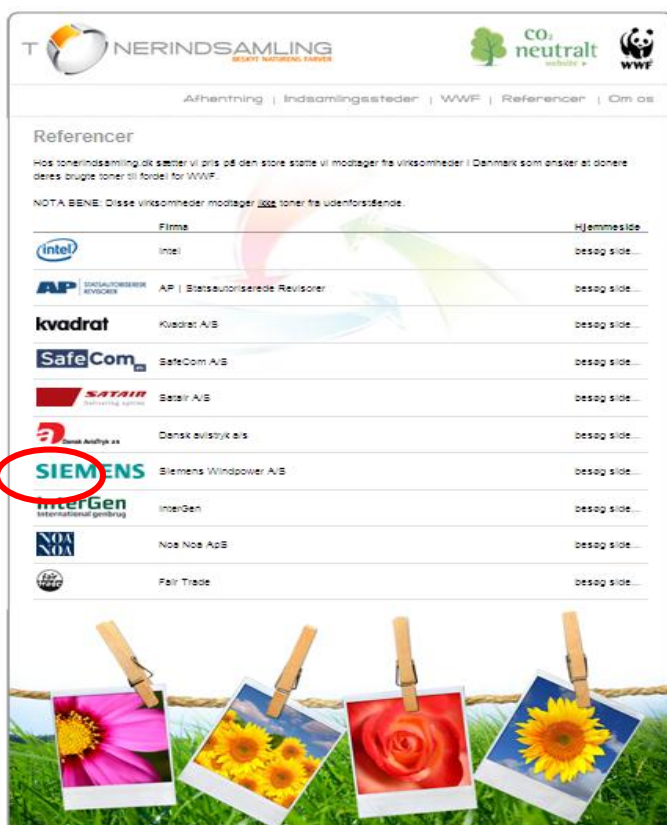 TONERINDSAMLING
BESKYT NATURENS FARVER
CO₂
neutralt
website
WWF
Afhentning | Indsamlingssteder | WWF | Referencer | Om os
Referencer
Hos tonerindsamling.dk sætter vi pris på den store støtte vi modtager fra virksomheder i Danmark som ønsker at donere
deres brugte toner til fordel for WWF.
NOTA BENE: Disse virksomheder modtager ikke toner fra udenforstående.
Firma Hjemmeside
intel Intel besøg side...
AP STATSAUTORISEREDE REVISORER AP | Statsautoriserede Revisorer besøg side...
kvadrat Kvadrat A/S besøg side...
SafeCom SafeCom A/S besøg side...
SATAIR Satair A/S besøg side...
a Dansk AvisTryk a·s Dansk avistryk a/s besøg side...
SIEMENS Siemens Windpower A/S besøg side...
InterGen International genbrug InterGen besøg side...
NOA NOA Noa Noa ApS besøg side...
fair trade Fair Trade besøg side...